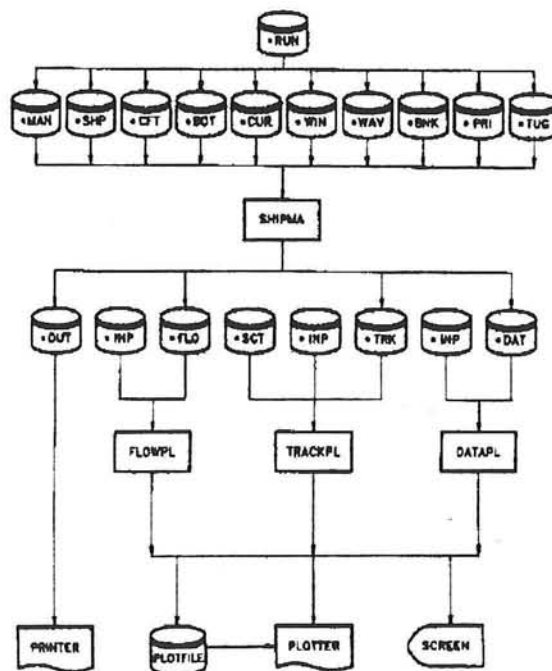 *RUN
*MAN *SHP *CFT *BOT *CUR *WIN *WAV *BNK *PRI *TUG
SHIPMA
*OUT *INP *FLO *SCT *INP *TRK *INP *DAT
FLOWPL TRACKPL DATAPL
PRINTER PLOTFILE PLOTTER SCREEN